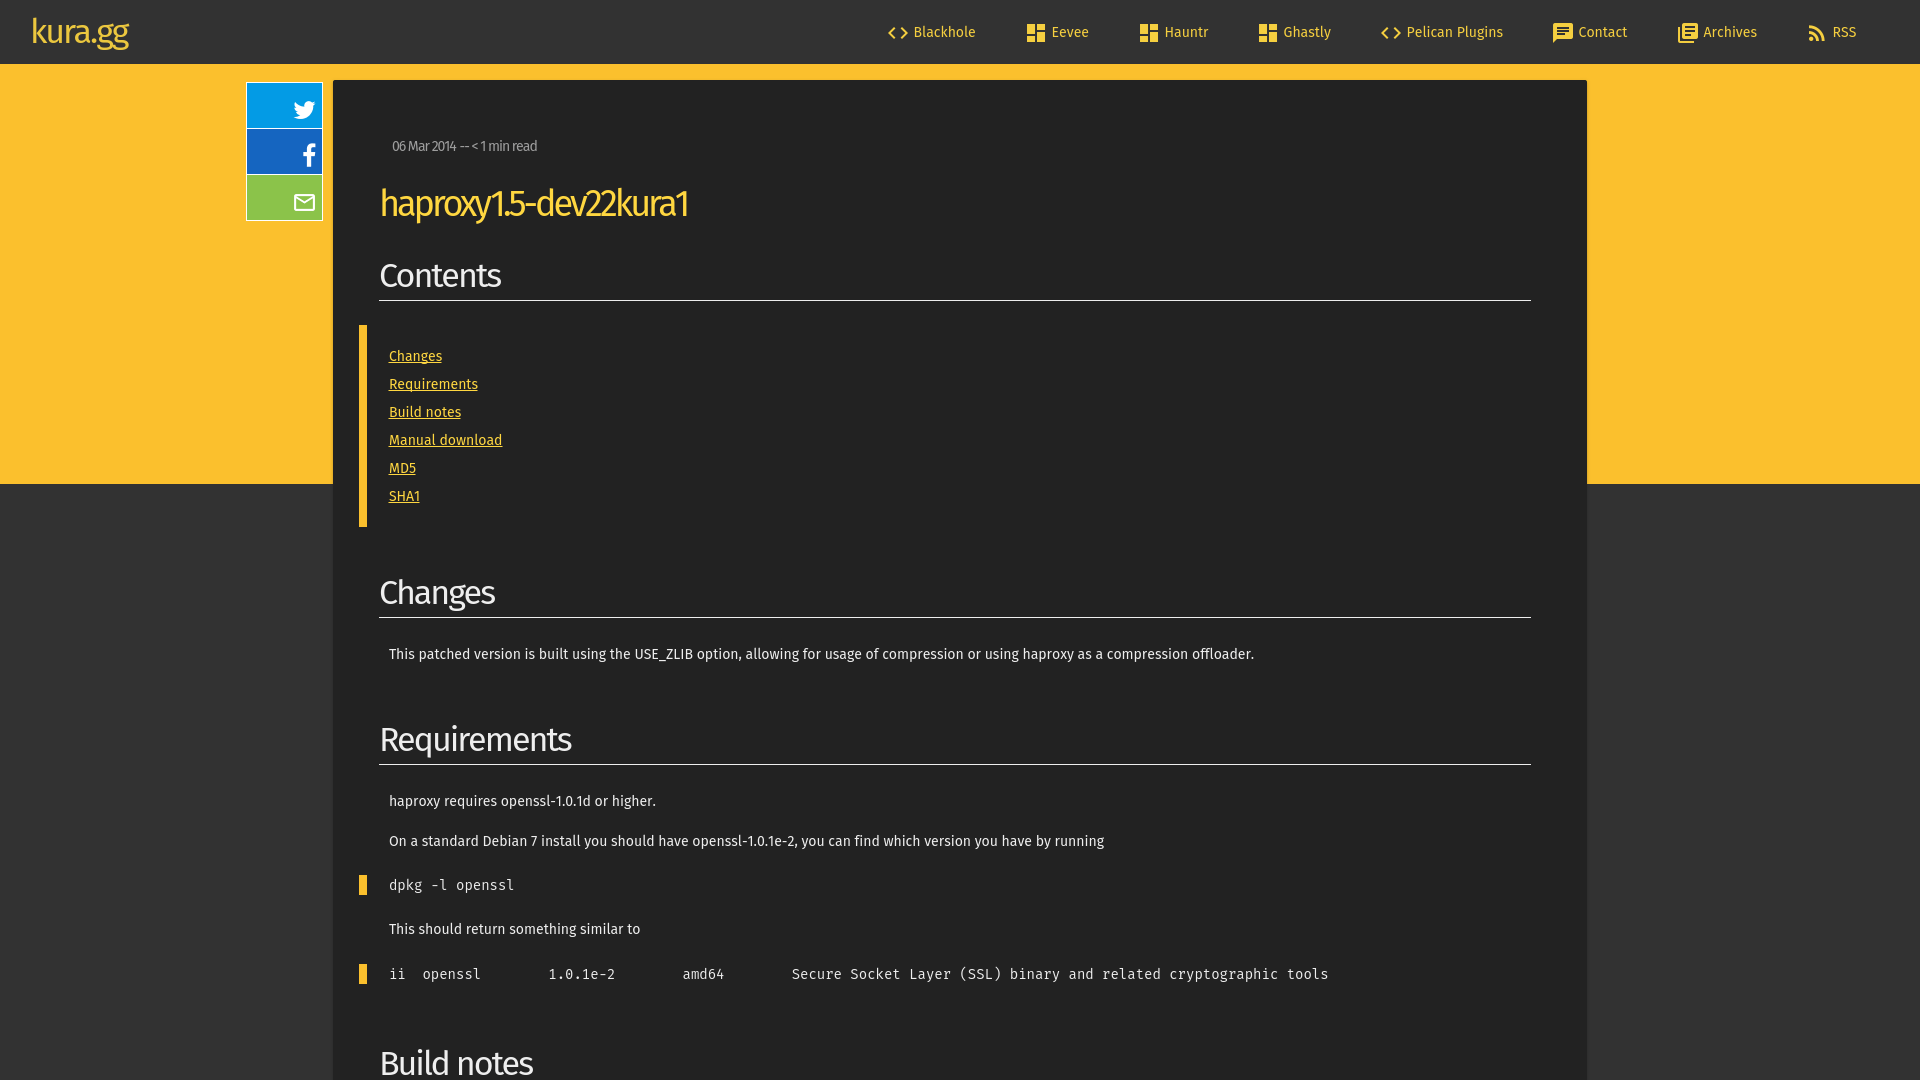 kura.gg
Blackhole Eevee Hauntr Ghastly Pelican Plugins Contact Archives RSS
06 Mar 2014 -- < 1 min read
haproxy1.5-dev22kura1
Contents
Changes
Requirements
Build notes
Manual download
MD5
SHA1
Changes
This patched version is built using the USE_ZLIB option, allowing for usage of compression or using haproxy as a compression offloader.
Requirements
haproxy requires openssl-1.0.1d or higher.
On a standard Debian 7 install you should have openssl-1.0.1e-2, you can find which version you have by running
dpkg -l openssl
This should return something similar to
ii  openssl        1.0.1e-2        amd64        Secure Socket Layer (SSL) binary and related cryptographic tools
Build notes